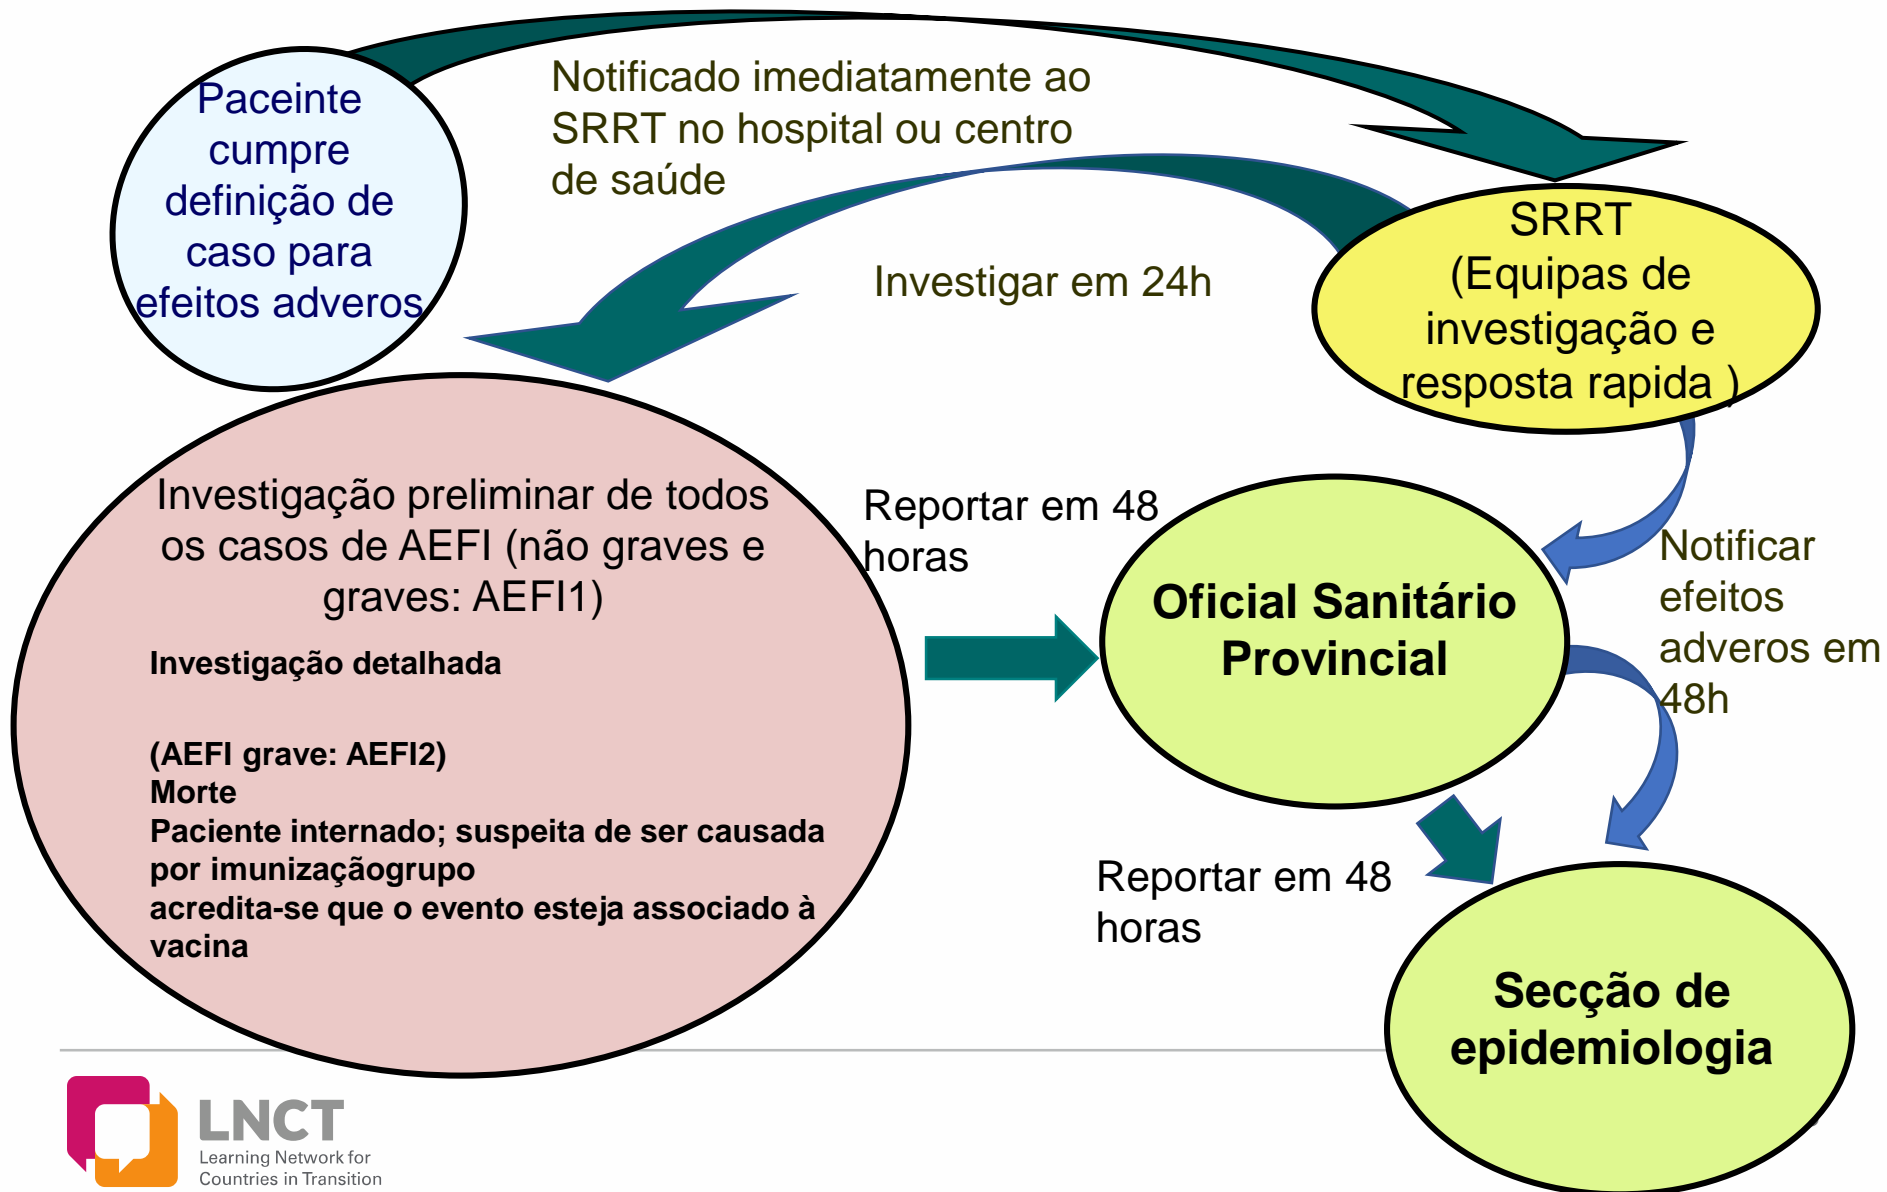 Paceinte
cumpre
definição de
caso para
efeitos adveros
Notificado imediatamente ao
SRRT no hospital ou centro
de saúde
SRRT
(Equipas de
investigação e
resposta rapida )
Investigar em 24h
Investigação preliminar de todos
os casos de AEFI (não graves e
graves: AEFI1)
Investigação detalhada
(AEFI grave: AEFI2)
Morte
Paciente internado; suspeita de ser causada
por imunizaçãogrupo
acredita-se que o evento esteja associado à
vacina
Reportar em 48
horas
Oficial Sanitário
Provincial
Notificar
efeitos
adveros em
48h
Reportar em 48
horas
Secção de
epidemiologia
LNCT
Learning Network for
Countries in Transition